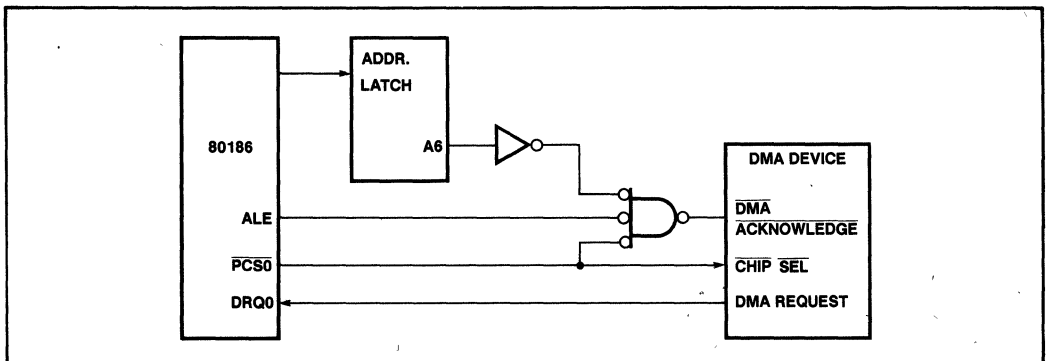 ADDR.
LATCH
A6
80186
ALE
PCS0
DRQ0
DMA DEVICE
DMA
ACKNOWLEDGE
CHIP SEL
DMA REQUEST